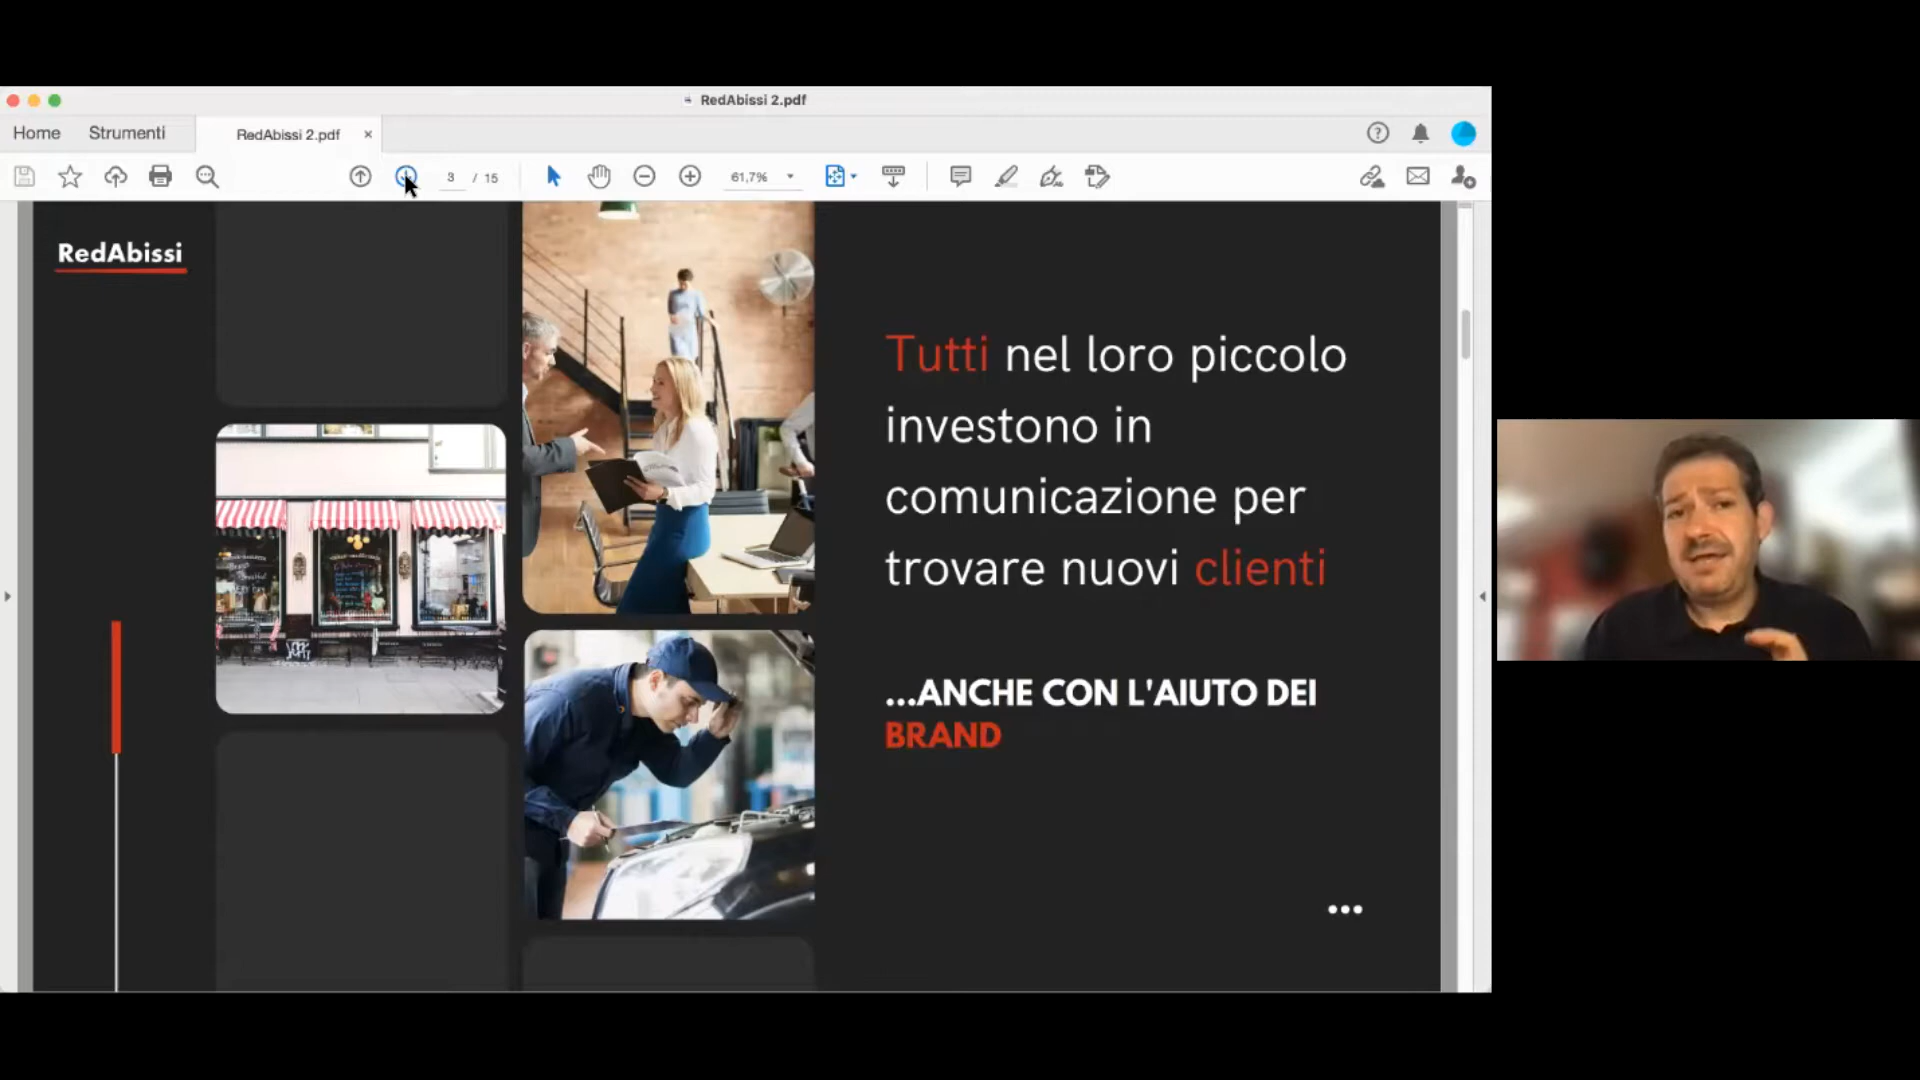 RedAbissi 2.pdf
Home
Strumenti
RedAbissi 2.pdf
3 / 15
61,7%
RedAbissi
Tutti nel loro piccolo
investono in
comunicazione per
trovare nuovi clienti
...ANCHE CON L'AIUTO DEI
BRAND